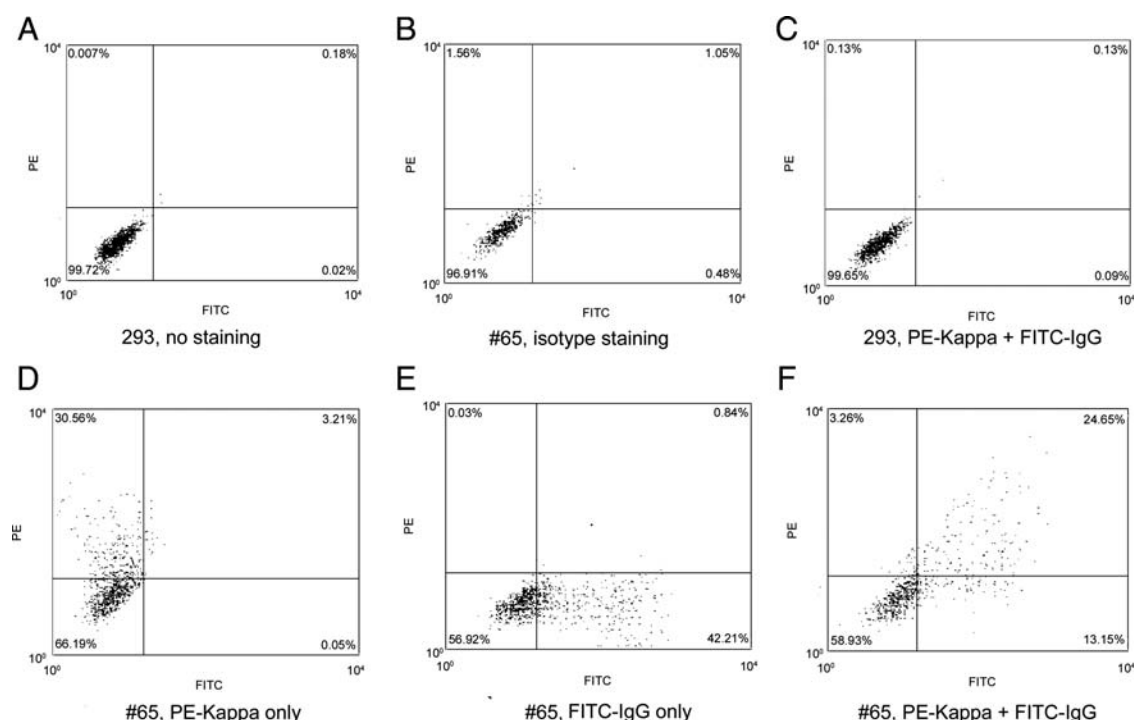 A
10⁴
0.007%
0.18%
PE
99.72%
0.02%
10⁰
10⁰
10⁴
FITC
293, no staining
B
10⁴
1.56%
1.05%
PE
96.91%
0.48%
10⁰
10⁰
10⁴
FITC
#65, isotype staining
C
10⁴
0.13%
0.13%
PE
99.65%
0.09%
10⁰
10⁰
10⁴
FITC
293, PE-Kappa + FITC-IgG
D
10⁴
30.56%
3.21%
PE
66.19%
0.05%
10⁰
10⁰
10⁴
FITC
#65, PE-Kappa only
E
10⁴
0.03%
0.84%
PE
56.92%
42.21%
10⁰
10⁰
10⁴
FITC
#65, FITC-IgG only
F
10⁴
3.26%
24.65%
PE
58.93%
13.15%
10⁰
10⁰
10⁴
FITC
#65, PE-Kappa + FITC-IgG